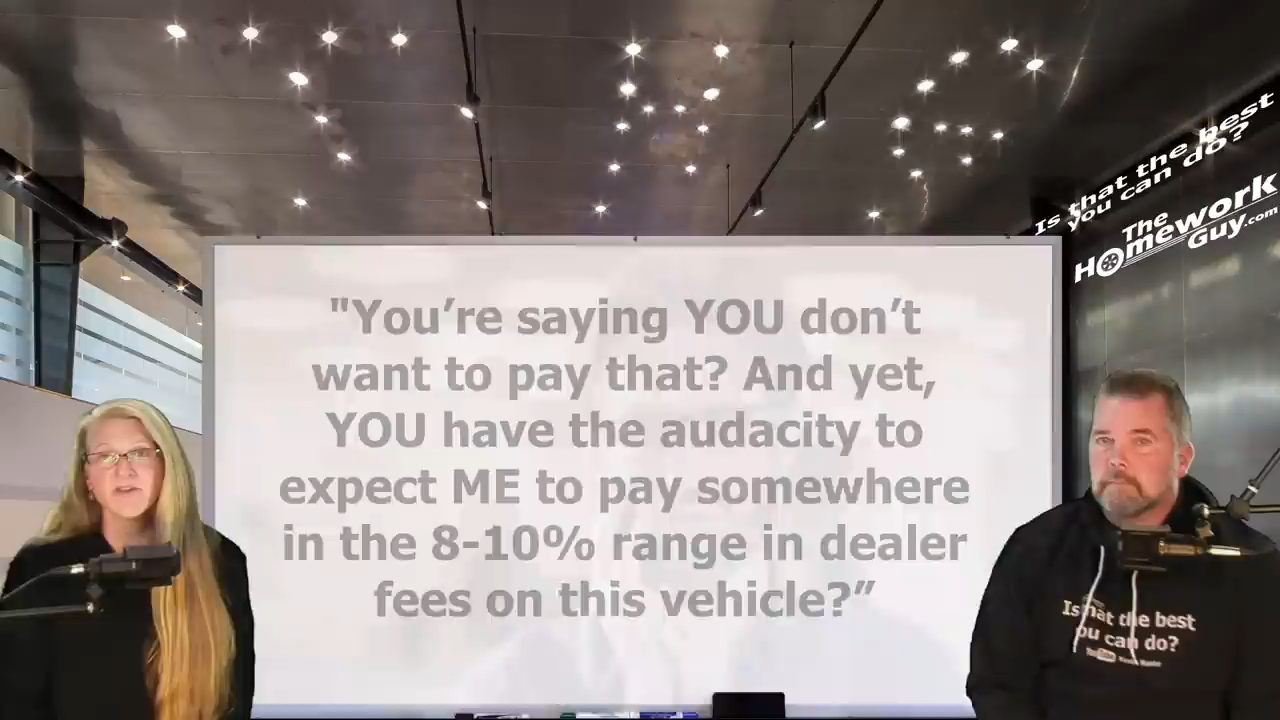 Is that the best
you can do?
The
Homework
Guy.com
"You’re saying YOU don’t
want to pay that? And yet,
YOU have the audacity to
expect ME to pay somewhere
in the 8-10% range in dealer
fees on this vehicle?”
Is that the best
ou can do?